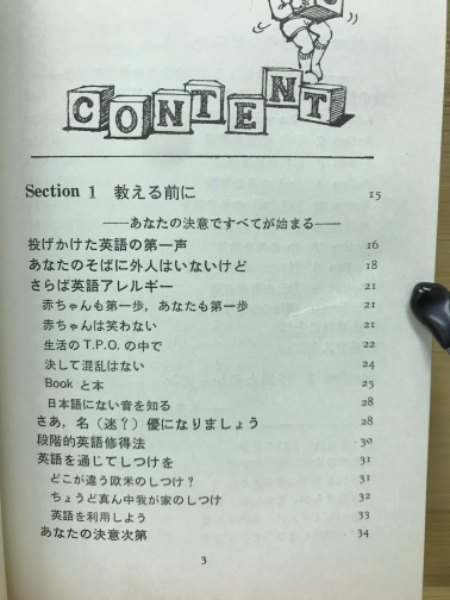 CONTENT
Section 1 教える前に 15
――あなたの決意ですべてが始まる――
投げかけた英語の第一声 16
あなたのそばに外人はいないけど 18
さらば英語アレルギー 21
赤ちゃんも第一歩，あなたも第一歩 21
赤ちゃんは笑わない 21
生活のT.P.O.の中で 22
決して混乱はない 24
Bookと本 25
日本語にない音を知る 28
さあ，名（迷？）優になりましょう 28
段階的英語修得法 30
英語を通じてしつけを 31
どこが違う欧米のしつけ？ 31
ちょうど真ん中我が家のしつけ 32
英語を利用しよう 33
あなたの決意次第 34
3